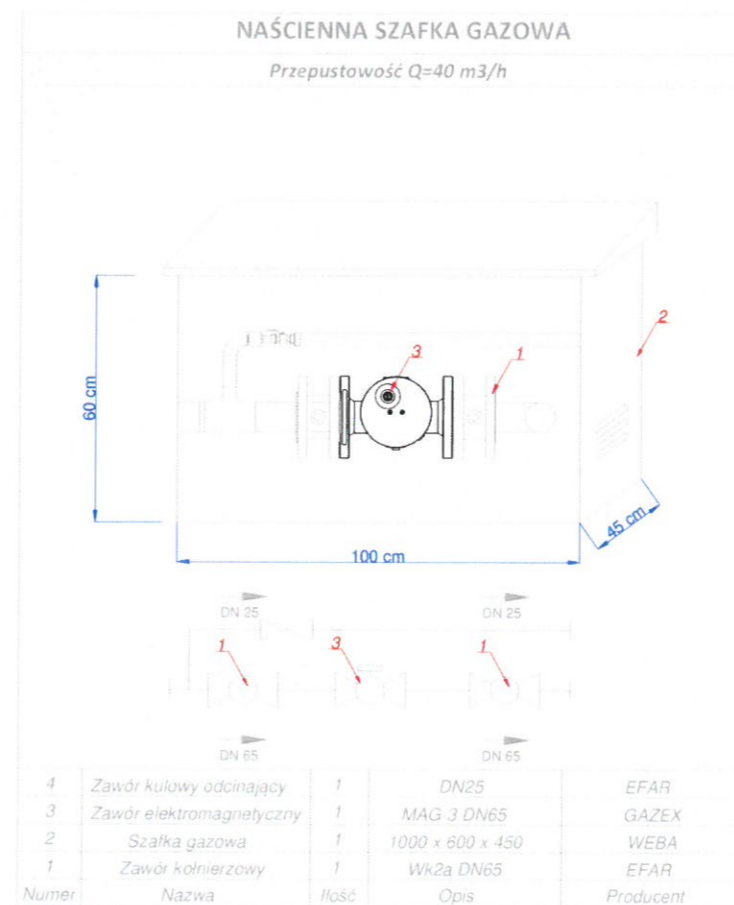 NAŚCIENNA SZAFKA GAZOWA
Przepustowość Q=40 m3/h
2
3
1
60 cm
45 cm
100 cm
DN 25 DN 25
1 3 1
DN 65 DN 65
4 Zawór kulowy odcinający 1 DN25 EFAR
3 Zawór elektromagnetyczny 1 MAG-3 DN65 GAZEX
2 Szafka gazowa 1 1000 x 600 x 450 WEBA
1 Zawór kołnierzowy 1 Wk2a DN65 EFAR
Numer Nazwa Ilość Opis Producent